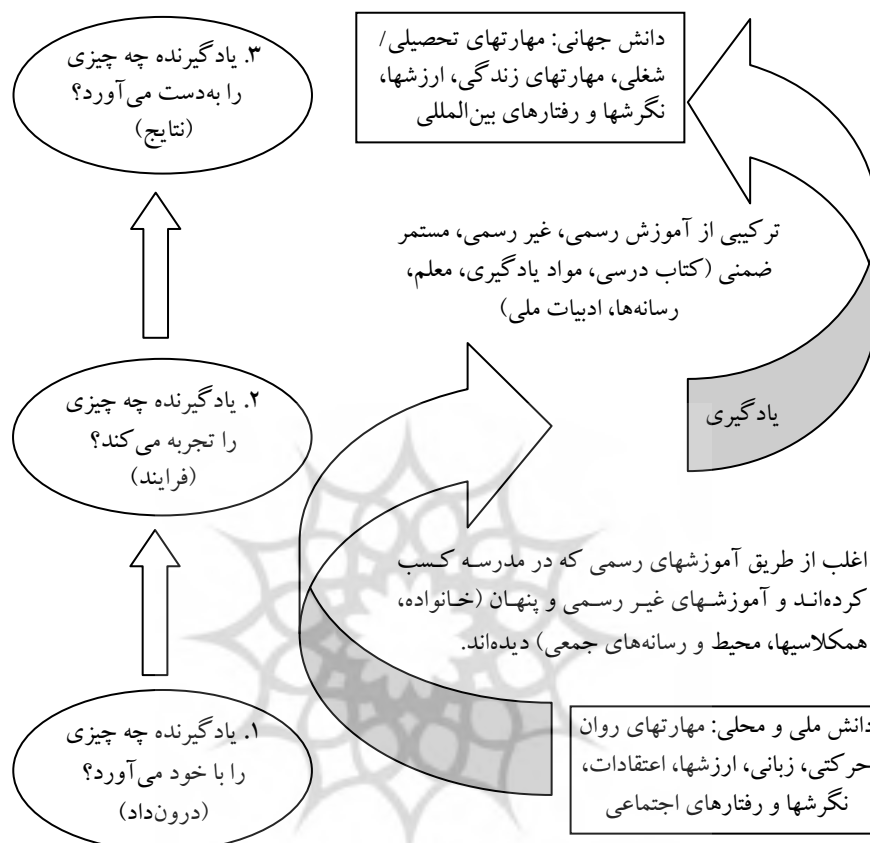 ۳. یادگیرنده چه چیزی
را به‌دست می‌آورد؟
(نتایج)
دانش جهانی: مهارتهای تحصیلی/
شغلی، مهارتهای زندگی، ارزشها،
نگرشها و رفتارهای بین‌المللی
ترکیبی از آموزش رسمی، غیر رسمی، مستمر
ضمنی (کتاب درسی، مواد یادگیری، معلم،
رسانه‌ها، ادبیات ملی)
۲. یادگیرنده چه چیزی
را تجربه می‌کند؟
(فرایند)
یادگیری
اغلب از طریق آموزشهای رسمی که در مدرسه کسب
کرده‌اند و آموزشهای غیر رسمی و پنهان (خانواده،
همکلاسیها، محیط و رسانه‌های جمعی) دیده‌اند.
۱. یادگیرنده چه چیزی
را با خود می‌آورد؟
(درون‌داد)
دانش ملی و محلی: مهارتهای روان
حرکتی، زبانی، ارزشها، اعتقادات،
نگرشها و رفتارهای اجتماعی